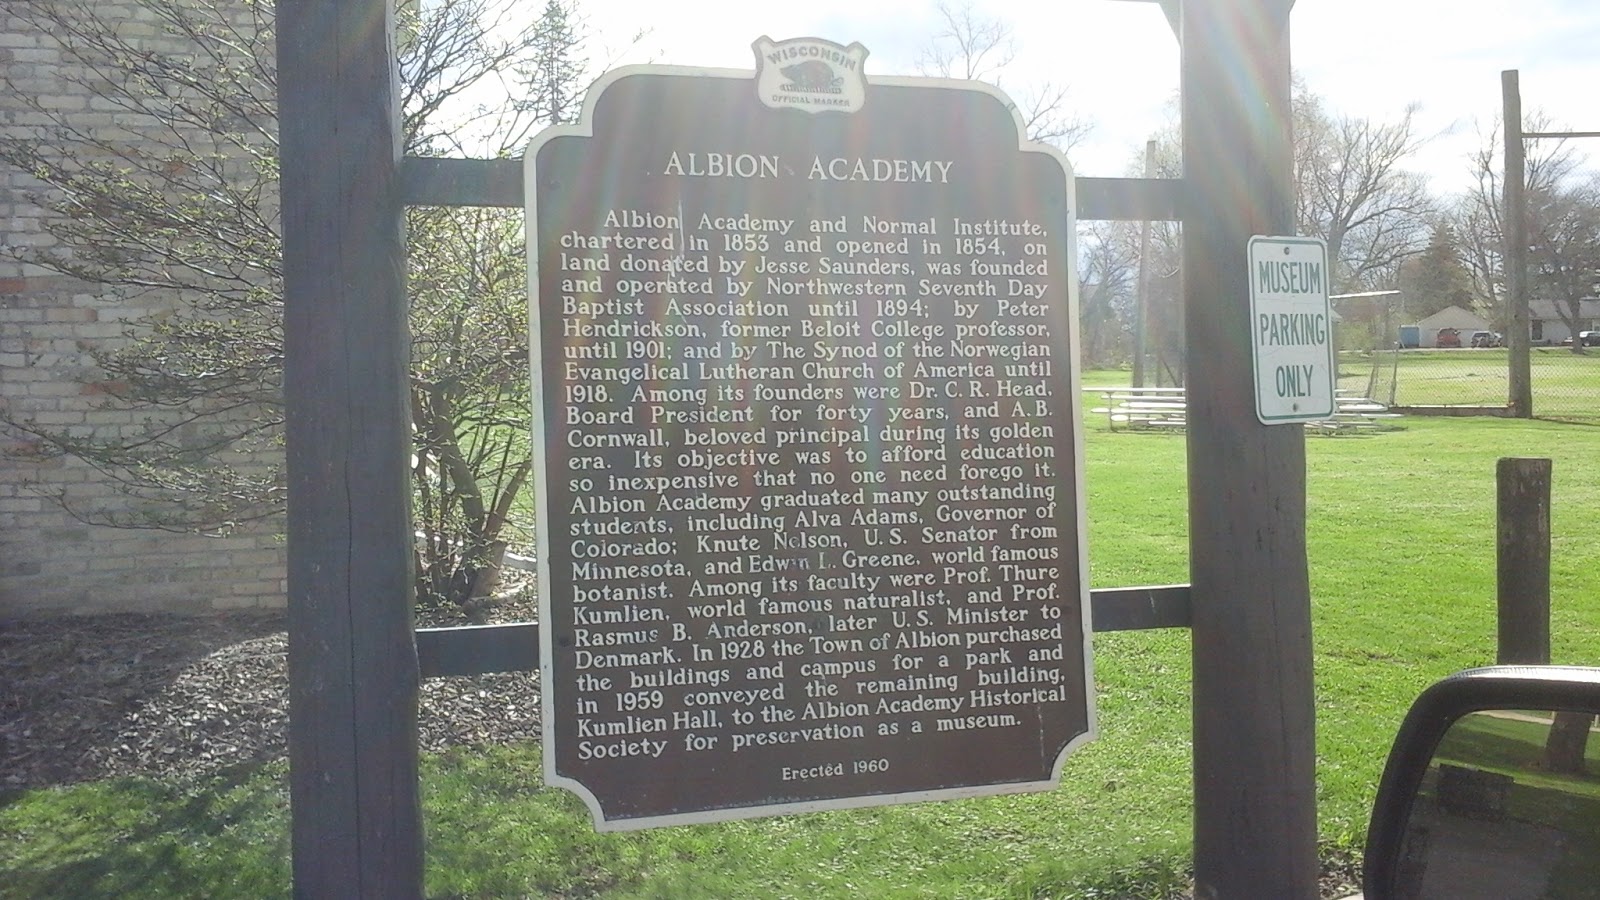 WISCONSIN
OFFICIAL MARKER
ALBION ACADEMY
Albion Academy and Normal Institute,
chartered in 1853 and opened in 1854, on
land donated by Jesse Saunders, was founded
and operated by Northwestern Seventh Day
Baptist Association until 1894; by Peter
Hendrickson, former Beloit College professor,
until 1901; and by The Synod of the Norwegian
Evangelical Lutheran Church of America until
1918. Among its founders were Dr. C. R. Head,
Board President for forty years, and A. B.
Cornwall, beloved principal during its golden
era. Its objective was to afford education
so inexpensive that no one need forego it.
Albion Academy graduated many outstanding
students, including Alva Adams, Governor of
Colorado; Knute Nelson, U. S. Senator from
Minnesota, and Edwin L. Greene, world famous
botanist. Among its faculty were Prof. Thure
Kumlien, world famous naturalist, and Prof.
Rasmus B. Anderson, later U. S. Minister to
Denmark. In 1928 the Town of Albion purchased
the buildings and campus for a park and
in 1959 conveyed the remaining building,
Kumlien Hall, to the Albion Academy Historical
Society for preservation as a museum.
Erected 1960
MUSEUM
PARKING
ONLY